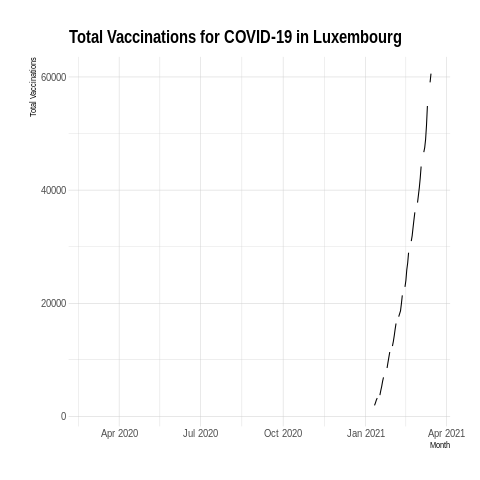 Total Vaccinations for COVID-19 in Luxembourg
Total Vaccinations
60000
40000
20000
0
Apr 2020 Jul 2020 Oct 2020 Jan 2021 Apr 2021
Month